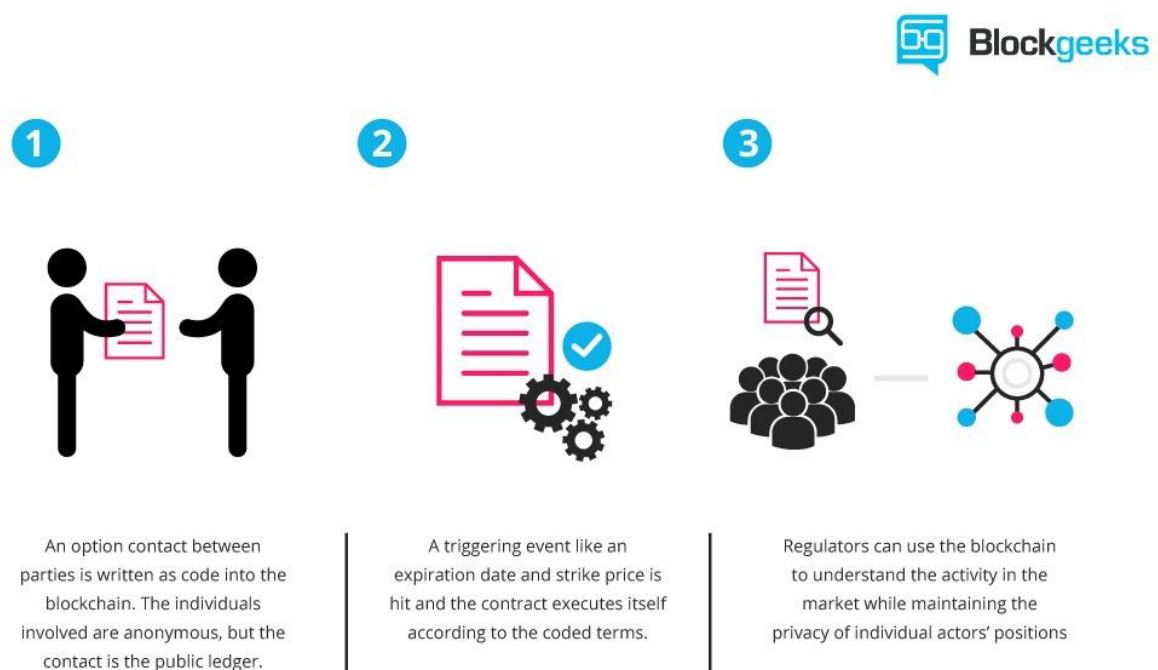 Blockgeeks
1
2
3
An option contact between
parties is written as code into the
blockchain. The individuals
involved are anonymous, but the
contact is the public ledger.
A triggering event like an
expiration date and strike price is
hit and the contract executes itself
according to the coded terms.
Regulators can use the blockchain
to understand the activity in the
market while maintaining the
privacy of individual actors’ positions